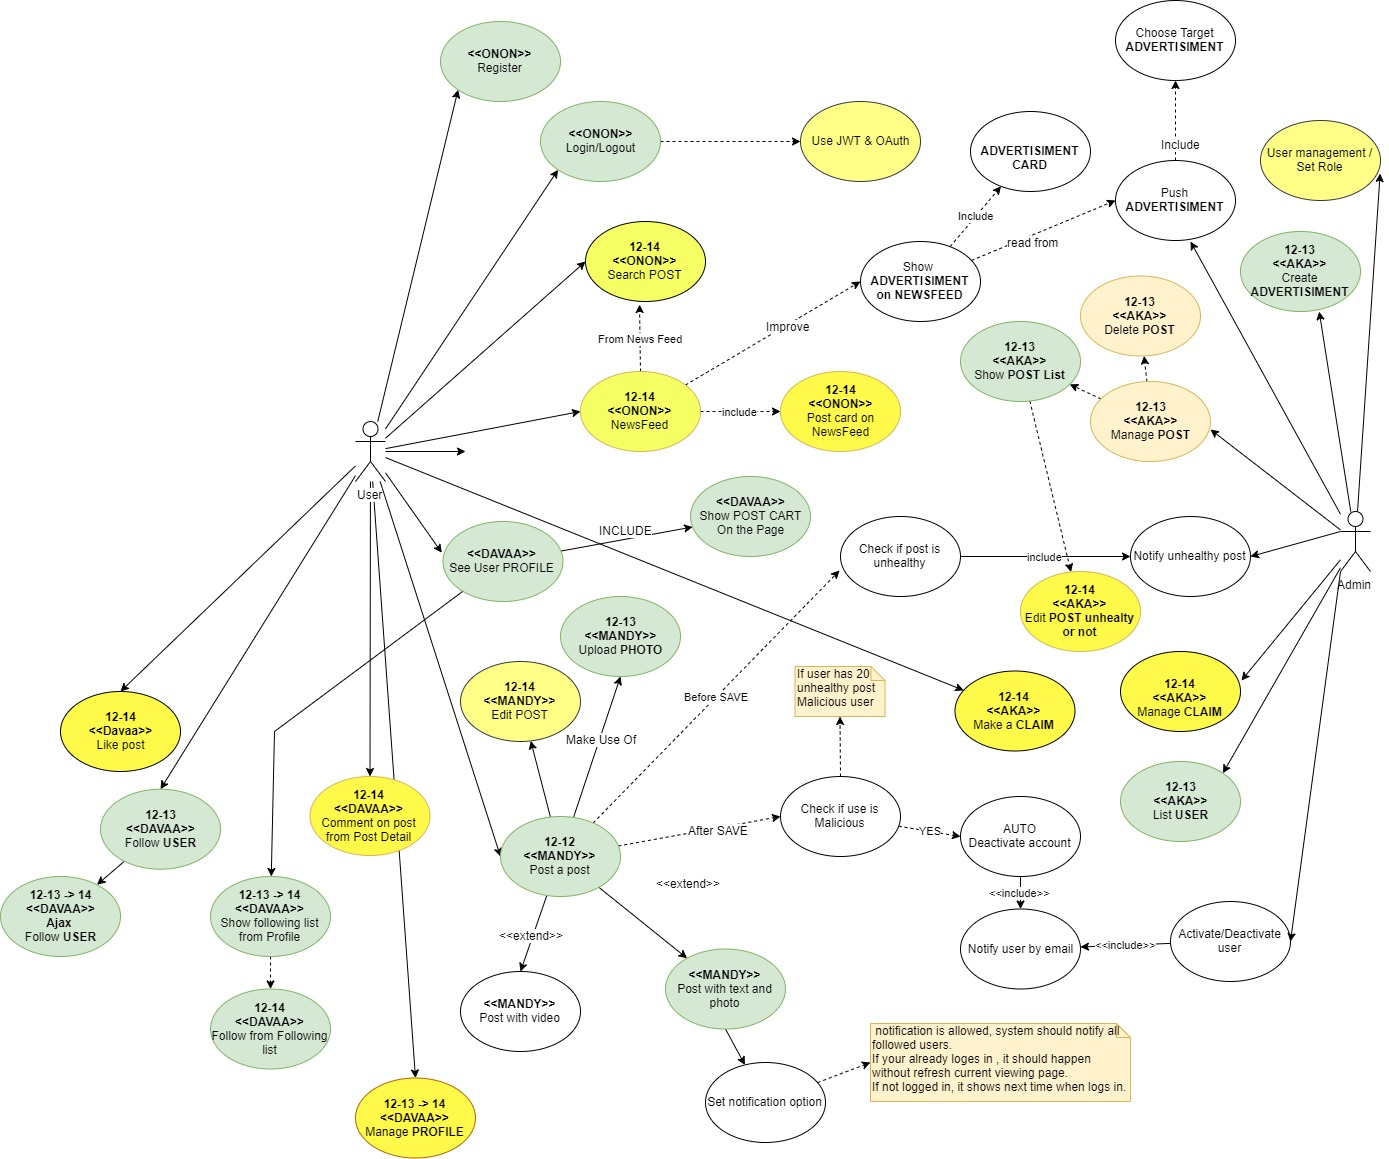 Choose Target
ADVERTISIMENT
<<ONON>>
Register
<<ONON>>
Login/Logout
Use JWT & OAuth
ADVERTISIMENT
CARD
Include
User management /
Set Role
Push
ADVERTISIMENT
Include
read from
12-14
<<ONON>>
Search POST
Show
ADVERTISIMENT
on NEWSFEED
12-13
<<AKA>>
Create
ADVERTISIMENT
12-13
<<AKA>>
Delete POST
Improve
From News Feed
12-13
<<AKA>>
Show POST List
12-14
<<ONON>>
NewsFeed
include
12-14
<<ONON>>
Post card on
NewsFeed
12-13
<<AKA>>
Manage POST
User
<<DAVAA>>
Show POST CART
On the Page
INCLUDE
<<DAVAA>>
See User PROFILE
Check if post is
unhealthy
include
Notify unhealthy post
Admin
12-14
<<AKA>>
Edit POST unhealty
or not
12-13
<<MANDY>>
Upload PHOTO
12-14
<<MANDY>>
Edit POST
Make Use Of
Before SAVE
If user has 20
unhealthy post
Malicious user
12-14
<<AKA>>
Make a CLAIM
12-14
<<AKA>>
Manage CLAIM
12-14
<<Davaa>>
Like post
12-13
<<DAVAA>>
Follow USER
12-14
<<DAVAA>>
Comment on post
from Post Detail
12-12
<<MANDY>>
Post a post
After SAVE
Check if use is
Malicious
YES
AUTO
Deactivate account
12-13
<<AKA>>
List USER
<<extend>>
<<include>>
12-13 -> 14
<<DAVAA>>
Ajax
Follow USER
12-13 -> 14
<<DAVAA>>
Show following list
from Profile
<<extend>>
Notify user by email
<<include>>
Activate/Deactivate
user
<<MANDY>>
Post with text and
photo
<<MANDY>>
Post with video
12-14
<<DAVAA>>
Follow from Following
list
notification is allowed, system should notify all
followed users.
If your already loges in , it should happen
without refresh current viewing page.
If not logged in, it shows next time when logs in.
Set notification option
12-13 -> 14
<<DAVAA>>
Manage PROFILE